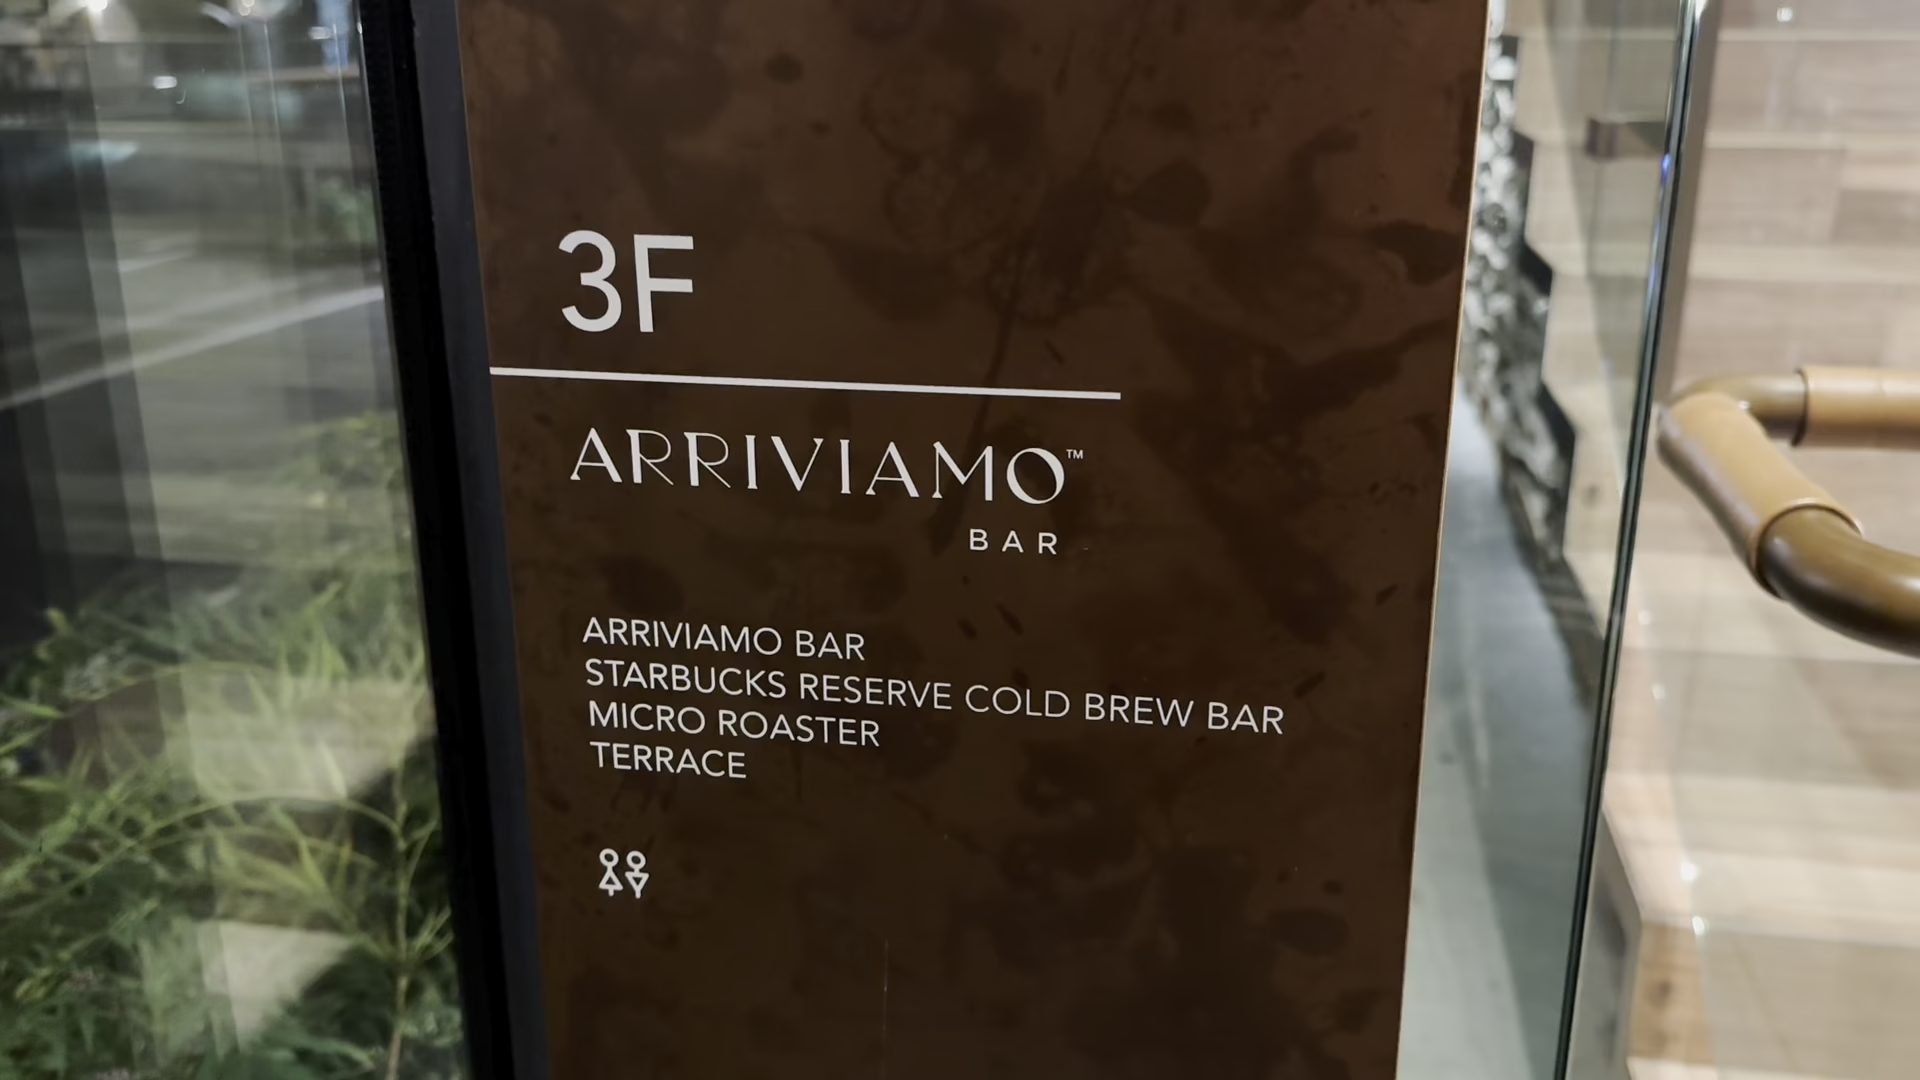 3F
ARRIVIAMO™
BAR
ARRIVIAMO BAR
STARBUCKS RESERVE COLD BREW BAR
MICRO ROASTER
TERRACE